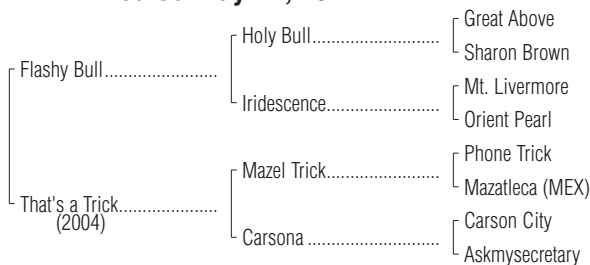 Great Above
Holy Bull
Sharon Brown
Flashy Bull
Mt. Livermore
Iridescence
Orient Pearl
Phone Trick
Mazel Trick
Mazatleca (MEX)
That's a Trick
(2004)
Carson City
Carsona
Askmysecretary